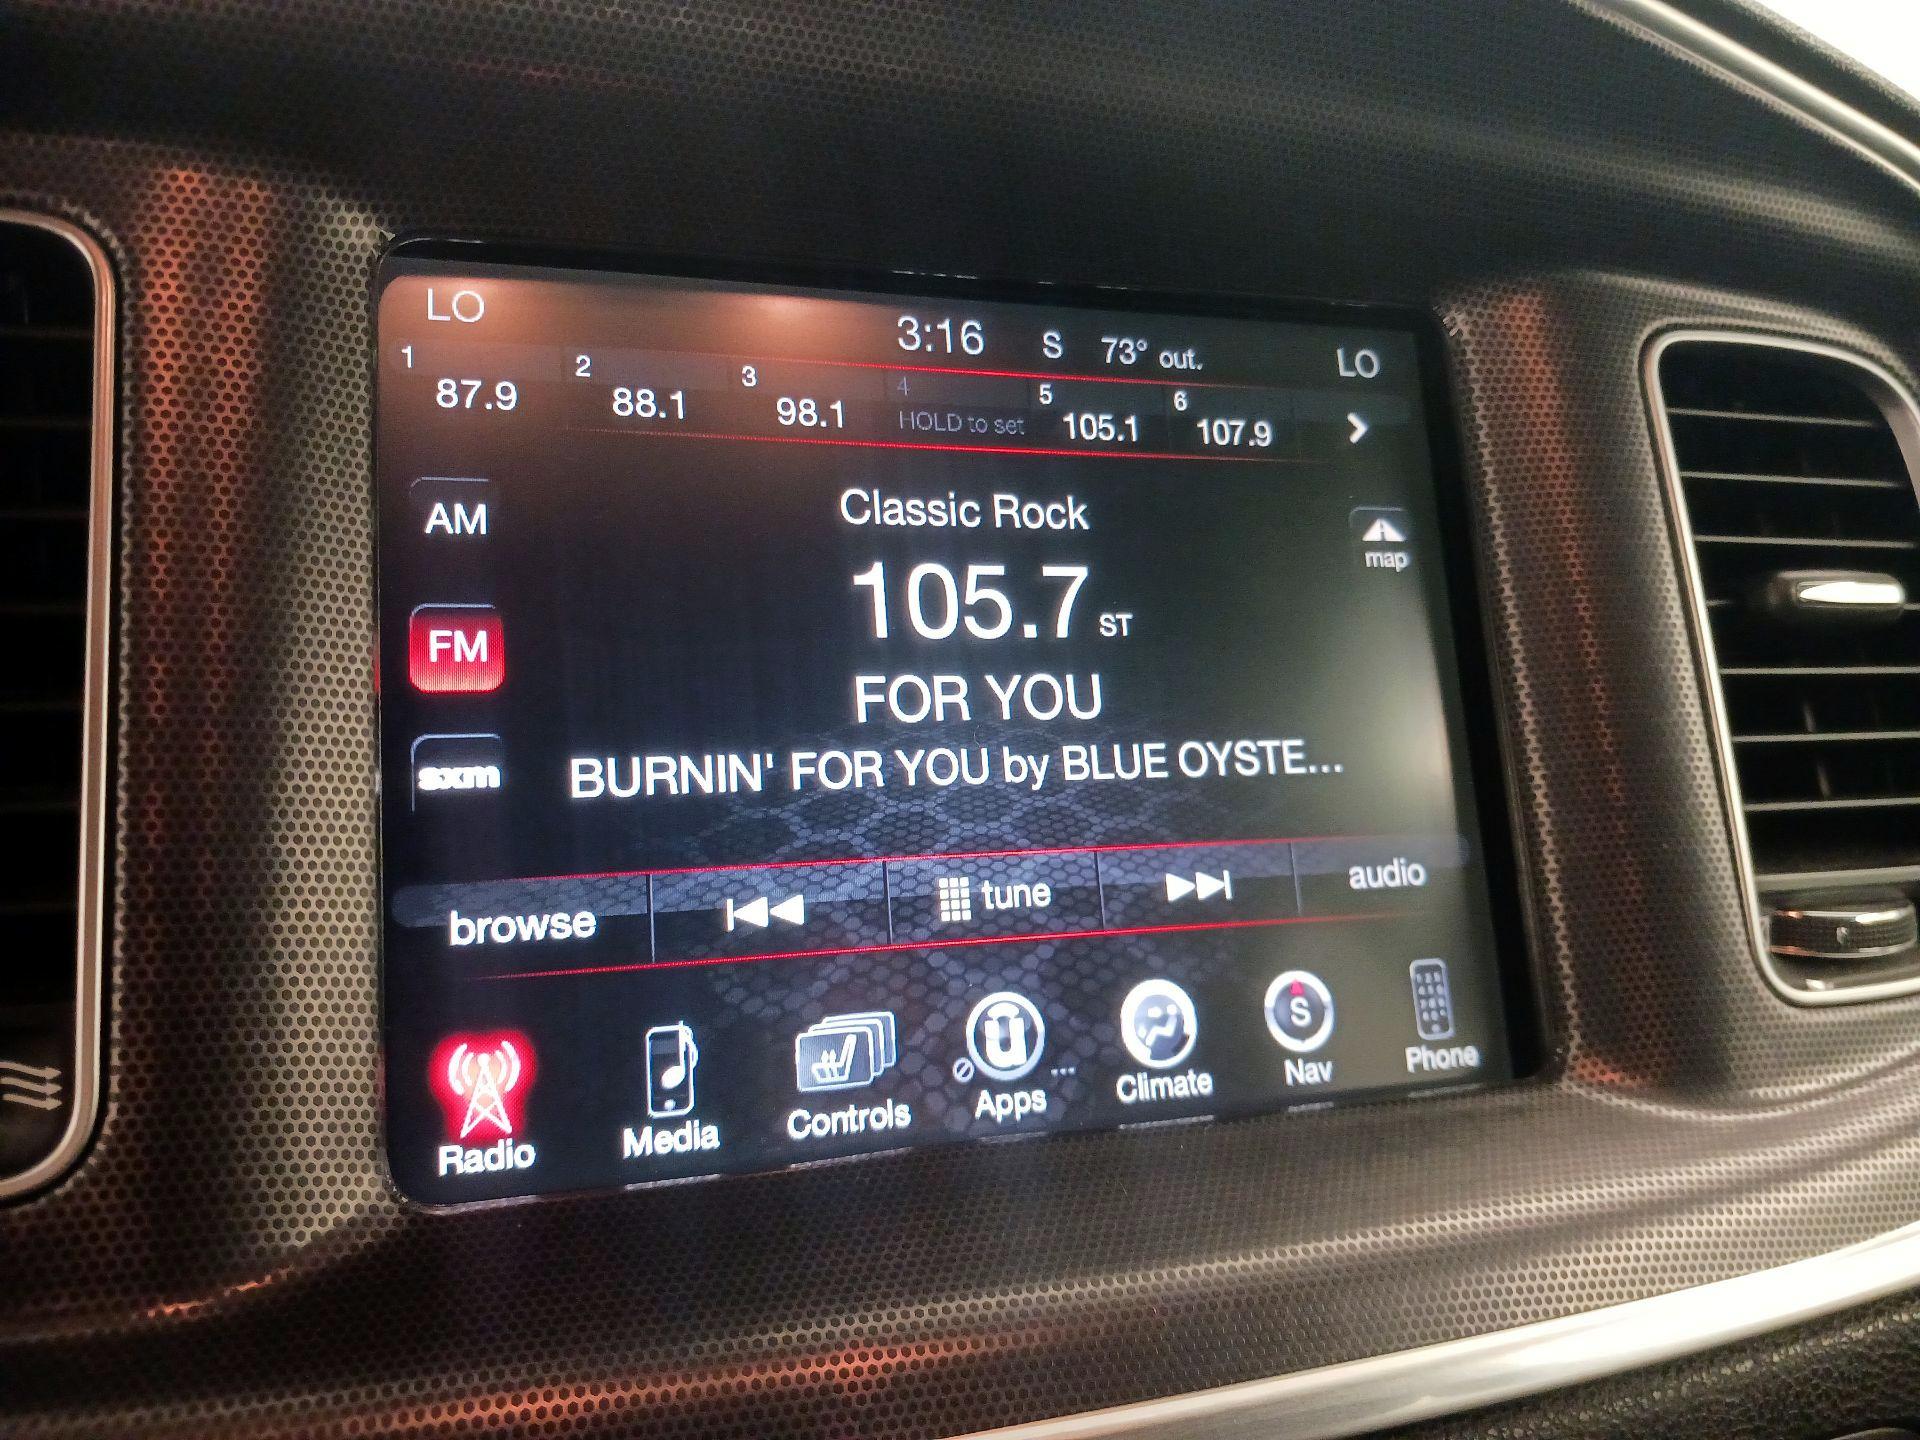 LO 3:16 S 73° out. LO
1 87.9 2 88.1 3 98.1 4 HOLD to set 5 105.1 6 107.9
AM
Classic Rock
map
105.7 ST
FM
FOR YOU
sxm
BURNIN' FOR YOU by BLUE OYSTE...
browse tune audio
S
Radio Media Controls Apps ... Climate Nav Phone